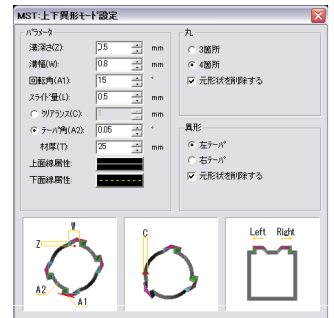 MST:上下異形ﾓｰﾄﾞ設定
ﾊﾟﾗﾒｰﾀ
溝深さ(Z): 0.5 mm
溝幅(W): 0.8 mm
回転角(A1): 15 °
ｽﾗｲﾄﾞ量(L): 0.5 mm
ｸﾘｱﾗﾝｽ(C): 1 mm
ﾃｰﾊﾟ角(A2): 0.05 °
材厚(T): 25 mm
上面線属性:
下面線属性:
丸
3箇所
4箇所
元形状を削除する
異形
左ﾃｰﾊﾟ
右ﾃｰﾊﾟ
元形状を削除する
W
Z
A2
A1
C
Left Right